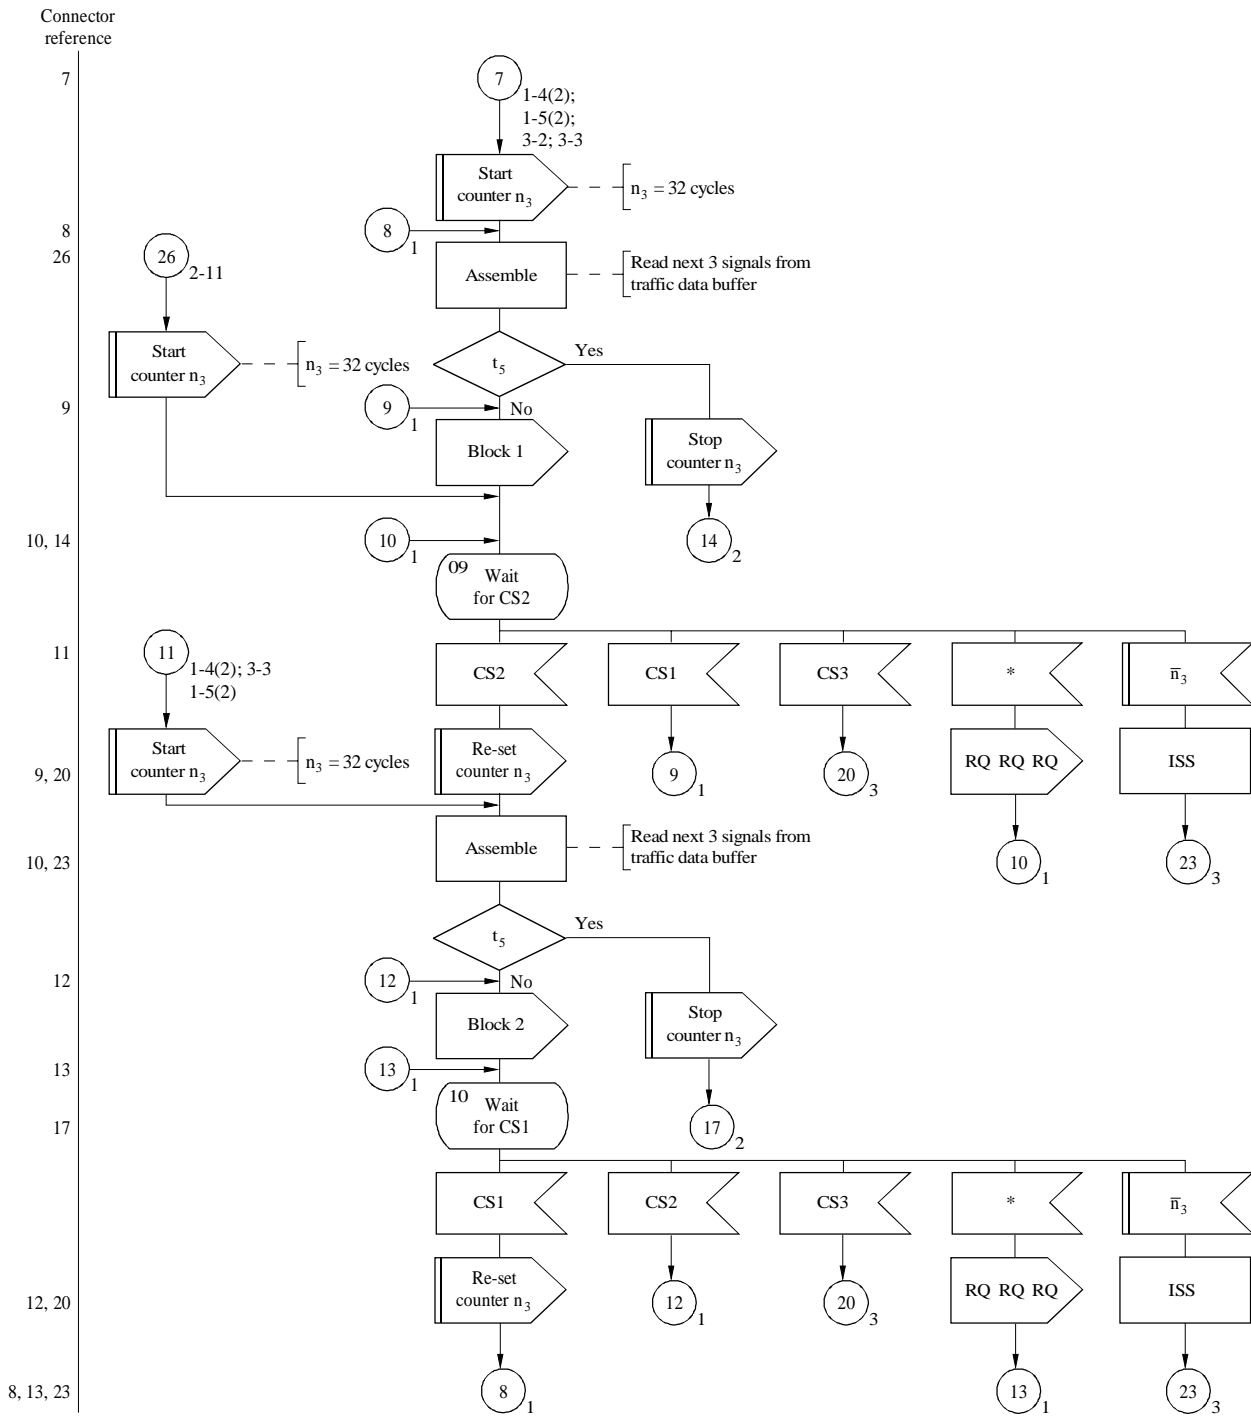 Connector
reference
7
7
1-4(2);
1-5(2);
3-2; 3-3
Start
counter n3
n3 = 32 cycles
8
8
1
26
26
2-11
Assemble
Read next 3 signals from
traffic data buffer
Start
counter n3
n3 = 32 cycles
t5
Yes
9
9
1
No
Block 1
Stop
counter n3
10, 14
10
1
14
2
09
Wait
for CS2
11
11
1-4(2); 3-3
1-5(2)
CS2
CS1
CS3
*
n̅3
Start
counter n3
n3 = 32 cycles
Re-set
counter n3
9, 20
9
1
20
3
RQ RQ RQ
ISS
Assemble
Read next 3 signals from
traffic data buffer
10, 23
10
1
23
3
t5
Yes
12
12
1
No
Block 2
Stop
counter n3
13
13
1
10
Wait
for CS1
17
17
2
CS1
CS2
CS3
*
n̅3
Re-set
counter n3
12, 20
12
1
20
3
RQ RQ RQ
ISS
8, 13, 23
8
1
13
1
23
3